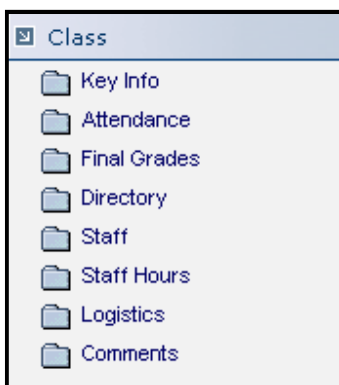 Class
Key Info
Attendance
Final Grades
Directory
Staff
Staff Hours
Logistics
Comments